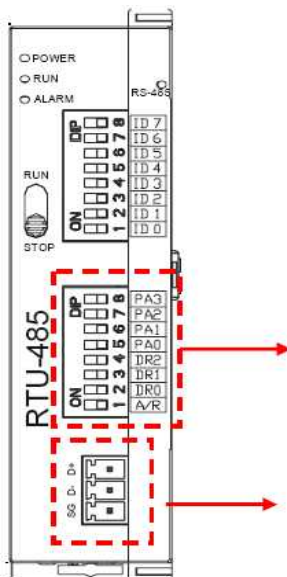 POWER
RUN
ALARM
RS-485
DIP 8 ID 7
7 ID 6
6 ID 5
5 ID 4
4 ID 3
3 ID 2
2 ID 1
ON 1 ID 0
RUN
STOP
DIP 8 PA3
7 PA2
6 PA1
5 PA0
4 DR2
3 DR1
2 DR0
ON 1 A/R
RTU-485
D+
D-
SG